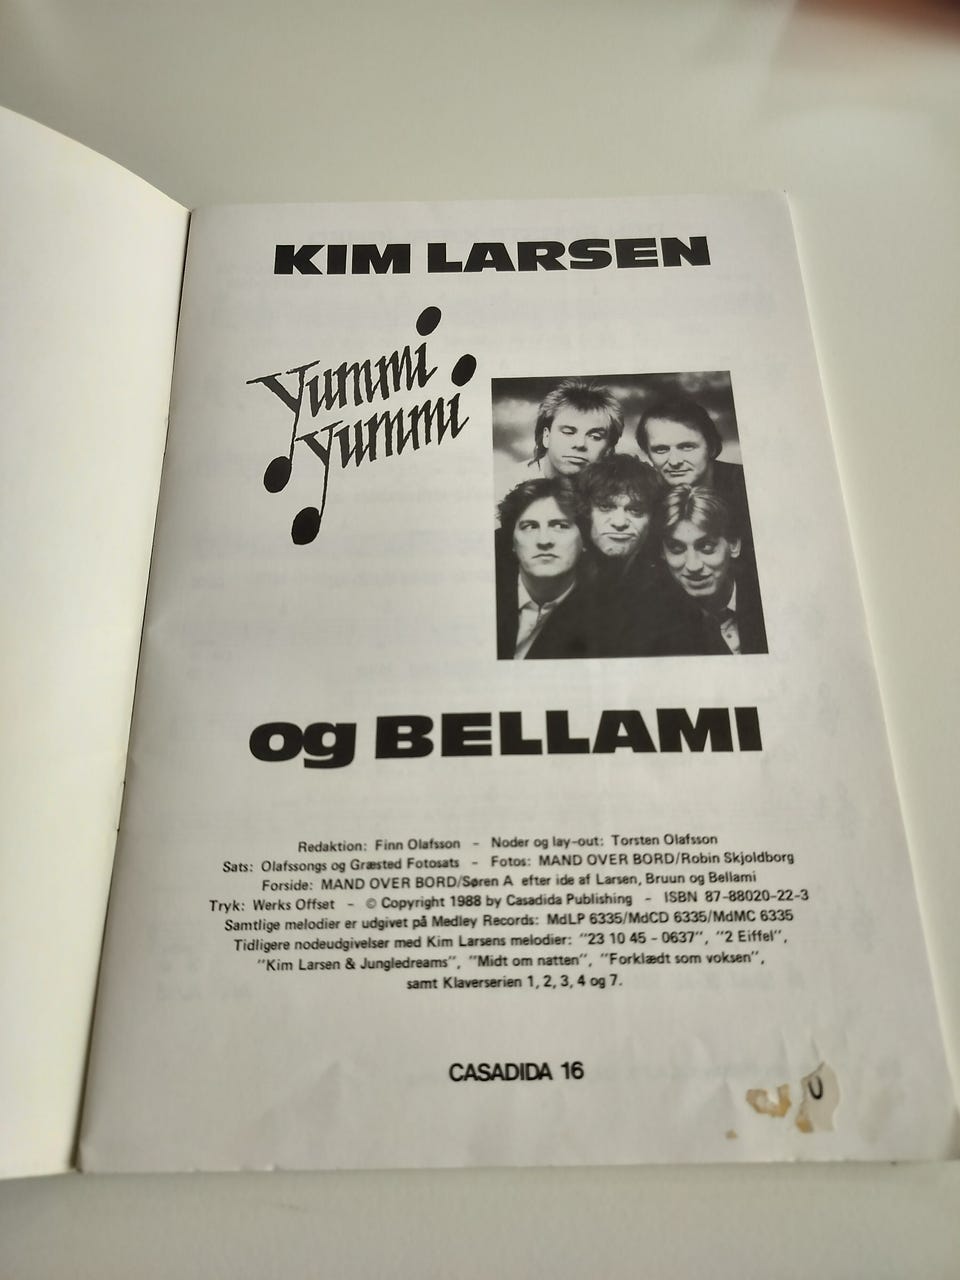 KIM LARSEN
Yummi
Yummi
og BELLAMI
Redaktion: Finn Olafsson - Noder og lay-out: Torsten Olafsson
Sats: Olafssongs og Græsted Fotosats - Fotos: MAND OVER BORD/Robin Skjoldborg
Forside: MAND OVER BORD/Søren A efter ide af Larsen, Bruun og Bellami
Tryk: Werks Offset - © Copyright 1988 by Casadida Publishing - ISBN 87-88020-22-3
Samtlige melodier er udgivet på Medley Records: MdLP 6335/MdCD 6335/MdMC 6335
Tidligere nodeudgivelser med Kim Larsens melodier: "23 10 45 - 0637", "2 Eiffel",
"Kim Larsen & Jungledreams", "Midt om natten", "Forklædt som voksen",
samt Klaverserien 1, 2, 3, 4 og 7.
CASADIDA 16